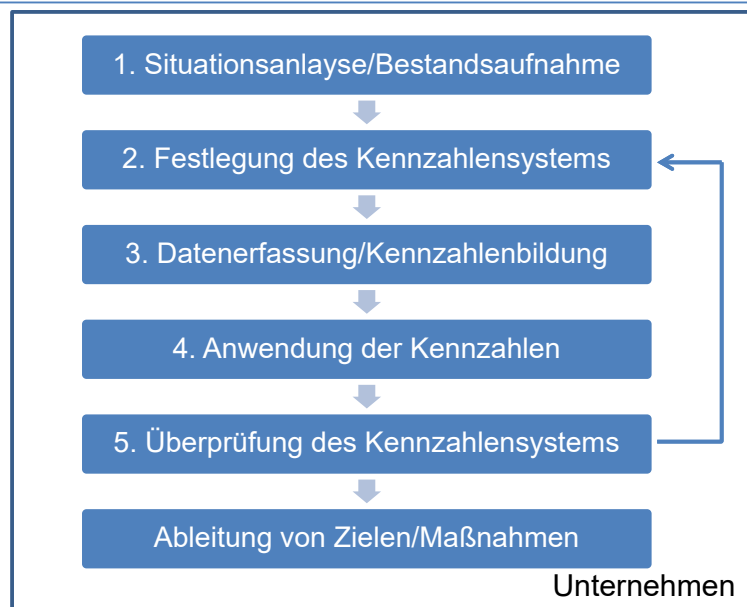 1. Situationsanlayse/Bestandsaufnahme
2. Festlegung des Kennzahlensystems
3. Datenerfassung/Kennzahlenbildung
4. Anwendung der Kennzahlen
5. Überprüfung des Kennzahlensystems
Ableitung von Zielen/Maßnahmen
Unternehmen